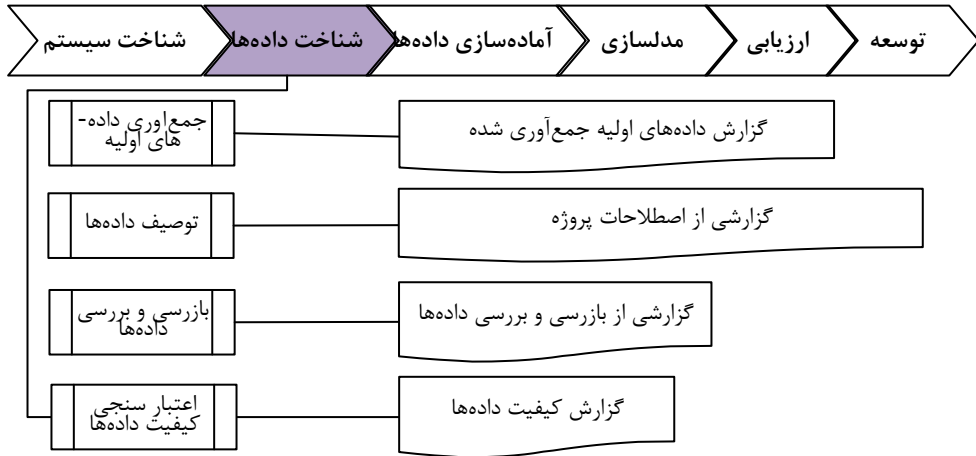 شناخت سیستم
شناخت داده‌ها
آماده‌سازی داده‌ها
مدلسازی
ارزیابی
توسعه
جمع‌اوری داده-
های اولیه
گزارش داده‌های اولیه جمع‌آوری شده
توصیف داده‌ها
گزارشی از اصطلاحات پروژه
بازرسی و بررسی
داده‌ها
گزارشی از بازرسی و بررسی داده‌ها
اعتبار سنجی
کیفیت داده‌ها
گزارش کیفیت داده‌ها